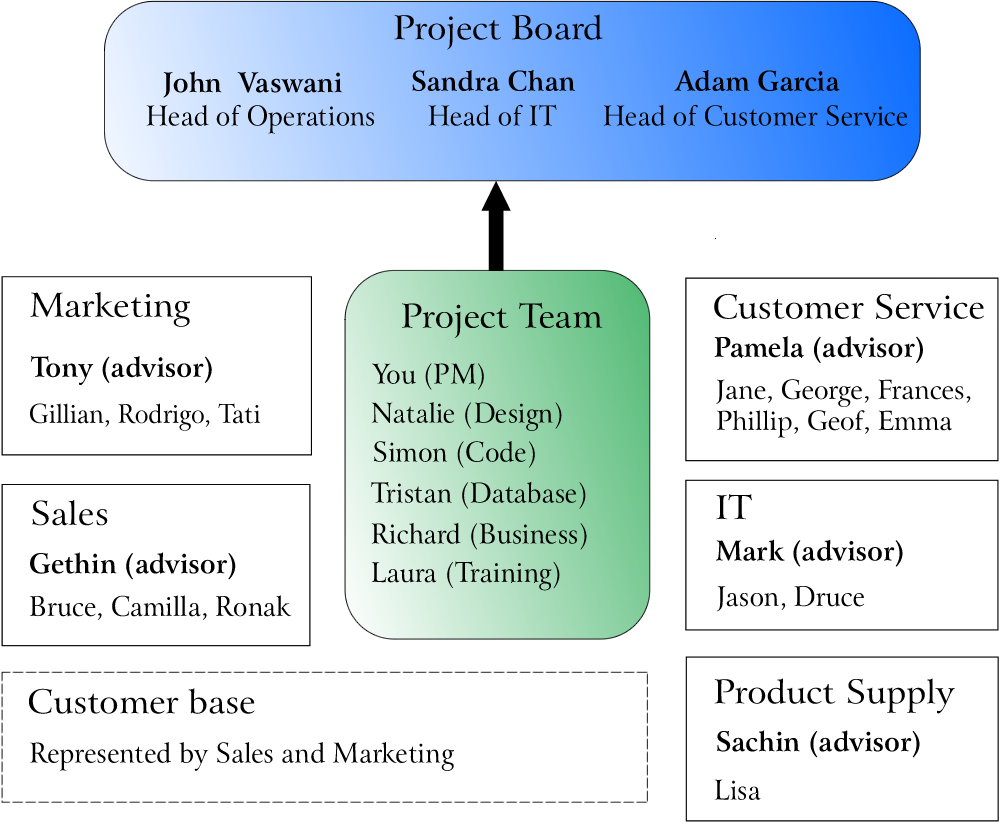 Project Board
John Vaswani
Head of Operations
Sandra Chan
Head of IT
Adam Garcia
Head of Customer Service
Marketing
Tony (advisor)
Gillian, Rodrigo, Tati
Sales
Gethin (advisor)
Bruce, Camilla, Ronak
Project Team
You (PM)
Natalie (Design)
Simon (Code)
Tristan (Database)
Richard (Business)
Laura (Training)
Customer Service
Pamela (advisor)
Jane, George, Frances,
Phillip, Geof, Emma
IT
Mark (advisor)
Jason, Druce
Customer base
Represented by Sales and Marketing
Product Supply
Sachin (advisor)
Lisa